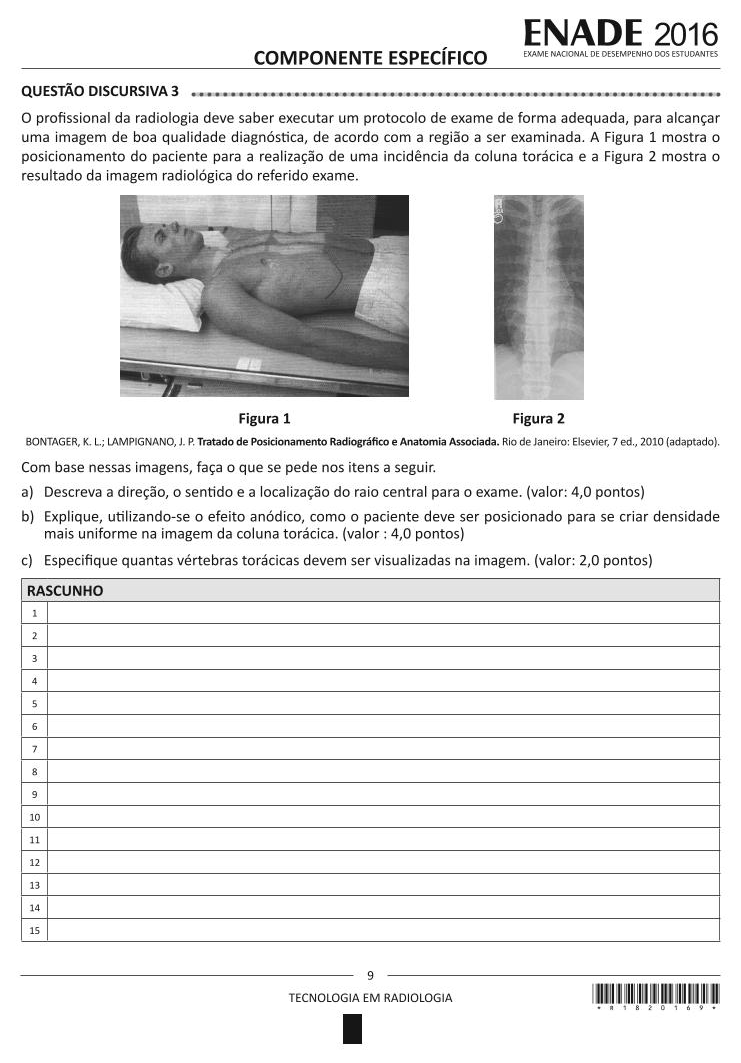 ENADE 2016
EXAME NACIONAL DE DESEMPENHO DOS ESTUDANTES
COMPONENTE ESPECÍFICO
QUESTÃO DISCURSIVA 3
O profissional da radiologia deve saber executar um protocolo de exame de forma adequada, para alcançar
uma imagem de boa qualidade diagnóstica, de acordo com a região a ser examinada. A Figura 1 mostra o
posicionamento do paciente para a realização de uma incidência da coluna torácica e a Figura 2 mostra o
resultado da imagem radiológica do referido exame.
Figura 1
Figura 2
BONTAGER, K. L.; LAMPIGNANO, J. P. Tratado de Posicionamento Radiográfico e Anatomia Associada. Rio de Janeiro: Elsevier, 7 ed., 2010 (adaptado).
Com base nessas imagens, faça o que se pede nos itens a seguir.
a) Descreva a direção, o sentido e a localização do raio central para o exame. (valor: 4,0 pontos)
b) Explique, utilizando-se o efeito anódico, como o paciente deve ser posicionado para se criar densidade
mais uniforme na imagem da coluna torácica. (valor : 4,0 pontos)
c) Especifique quantas vértebras torácicas devem ser visualizadas na imagem. (valor: 2,0 pontos)
RASCUNHO
1
2
3
4
5
6
7
8
9
10
11
12
13
14
15
9
TECNOLOGIA EM RADIOLOGIA
* R 1 8 2 0 1 6 9 *